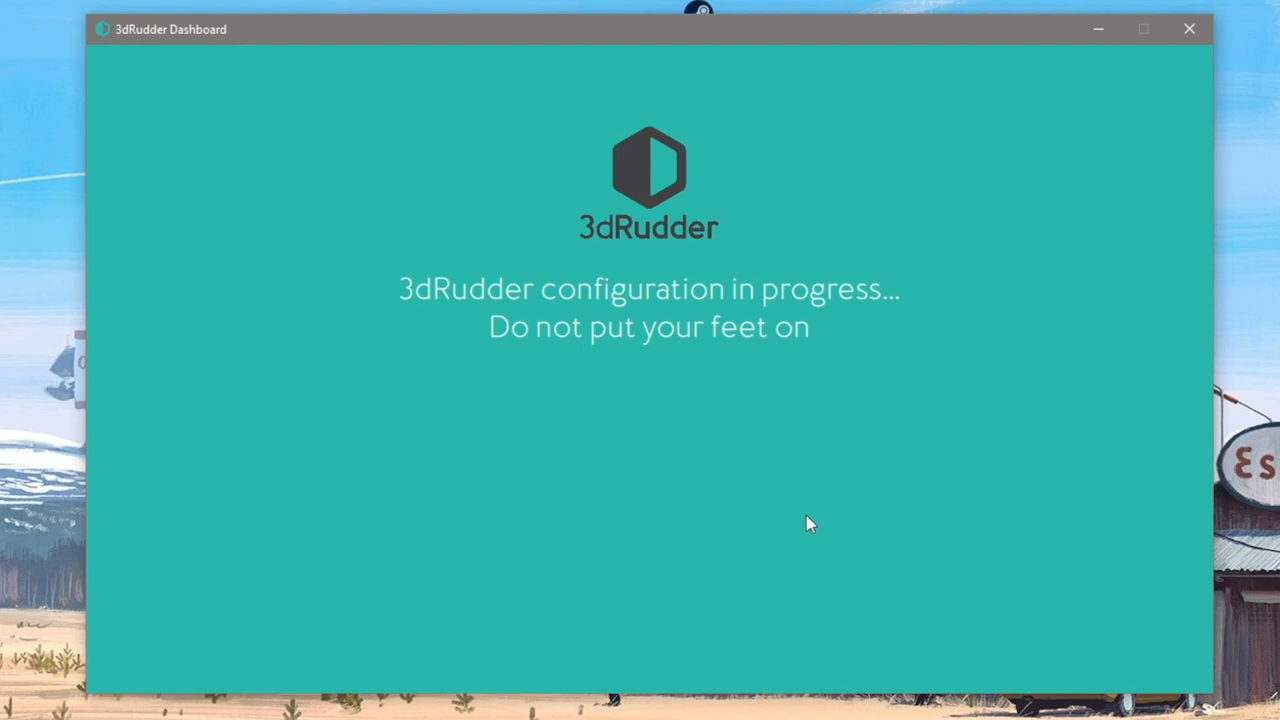 3dRudder Dashboard
3dRudder
3dRudder configuration in progress...
Do not put your feet on